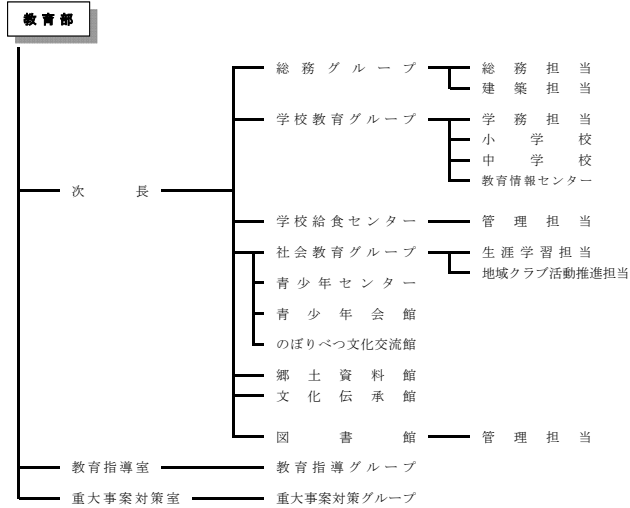 教育部
総務グループ 総務担当
建築担当
学校教育グループ 学務担当
小学校
中学校
次長 教育情報センター
学校給食センター 管理担当
社会教育グループ 生涯学習担当
地域クラブ活動推進担当
青少年センター
青少年会館
のぼりべつ文化交流館
郷土資料館
文化伝承館
図書館 管理担当
教育指導室 教育指導グループ
重大事案対策室 重大事案対策グループ